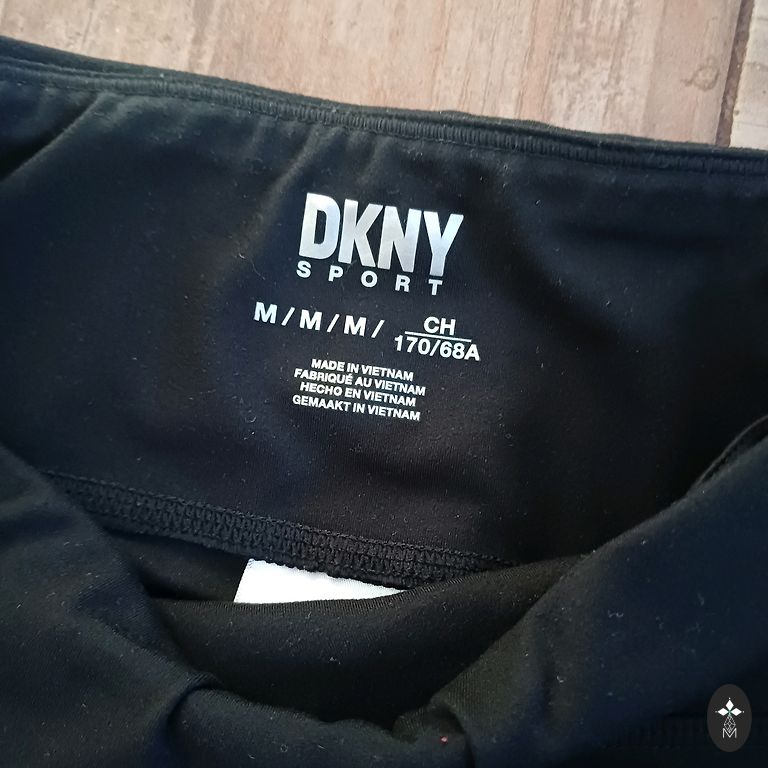 DKNY
SPORT
M/M/M/ CH
170/68A
MADE IN VIETNAM
FABRIQUÉ AU VIETNAM
HECHO EN VIETNAM
GEMAAKT IN VIETNAM
M